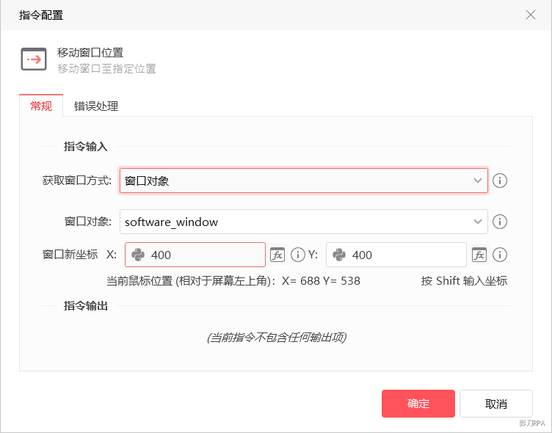 指令配置
移动窗口位置
移动窗口至指定位置
常规 错误处理
指令输入
获取窗口方式: 窗口对象
窗口对象: software_window
窗口新坐标 X: 400 fx Y: 400 fx
当前鼠标位置 (相对于屏幕左上角): X= 688 Y= 538 按 Shift 输入坐标
指令输出
(当前指令不包含任何输出项)
确定 取消
影刀RPA